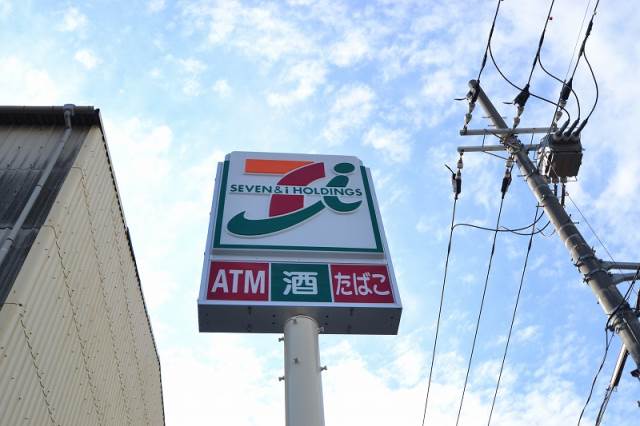 SEVEN & i HOLDINGS
ATM 酒 たばこ